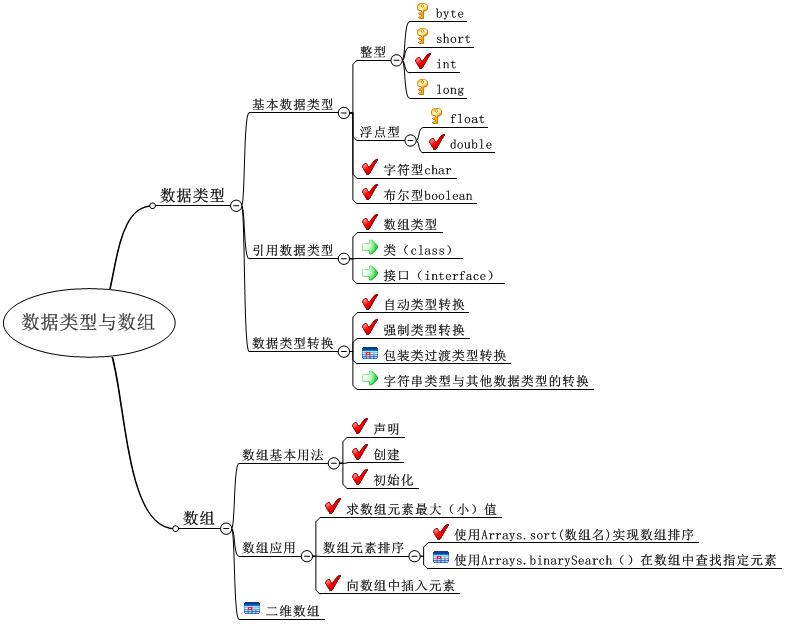 数据类型与数组
数据类型
基本数据类型
整型
byte
short
int
long
浮点型
float
double
字符型char
布尔型boolean
引用数据类型
数组类型
类（class）
接口（interface）
数据类型转换
自动类型转换
强制类型转换
包装类过渡类型转换
字符串类型与其他数据类型的转换
数组
数组基本用法
声明
创建
初始化
数组应用
求数组元素最大（小）值
数组元素排序
使用Arrays.sort(数组名)实现数组排序
使用Arrays.binarySearch（）在数组中查找指定元素
向数组中插入元素
二维数组